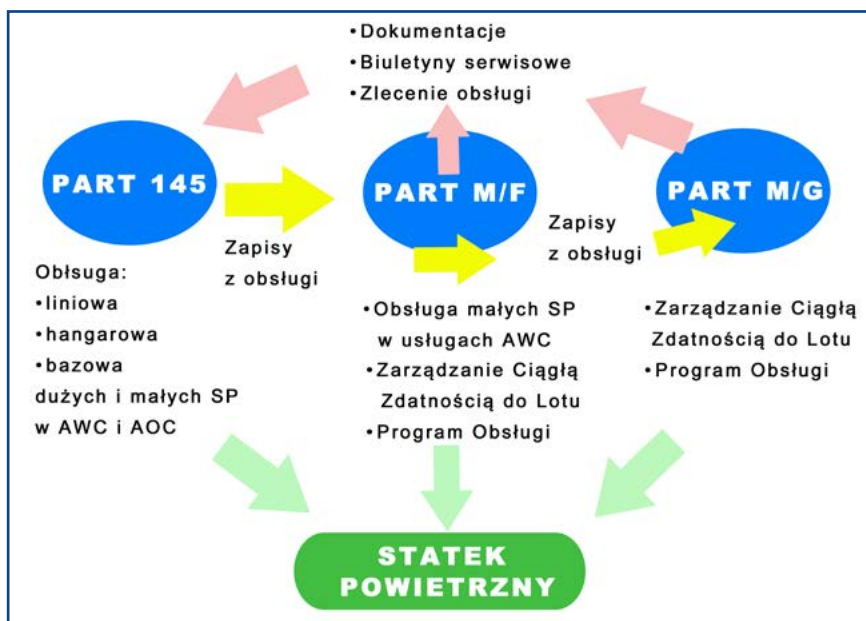 •Dokumentacje
•Biuletyny serwisowe
•Zlecenie obsługi
PART 145
PART M/F
PART M/G
Zapisy
z obsługi
Zapisy
z obsługi
Obłsuga:
•liniowa
•hangarowa
•bazowa
dużych i małych SP
w AWC i AOC
•Obsługa małych SP
w usługach AWC
•Zarządzanie Ciągłą
Zdatnością do Lotu
•Program Obsługi
•Zarządzanie Ciągłą
Zdatnością do Lotu
•Program Obsługi
STATEK
POWIETRZNY